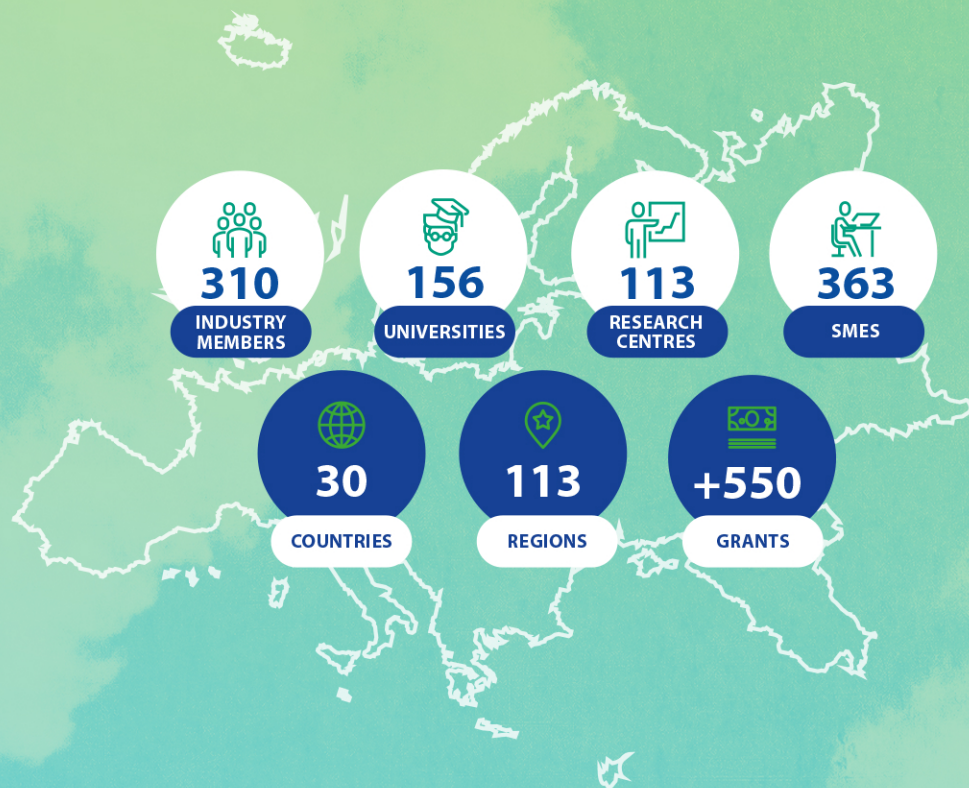 310
INDUSTRY
MEMBERS
156
UNIVERSITIES
113
RESEARCH
CENTRES
363
SMES
30
COUNTRIES
113
REGIONS
+550
GRANTS